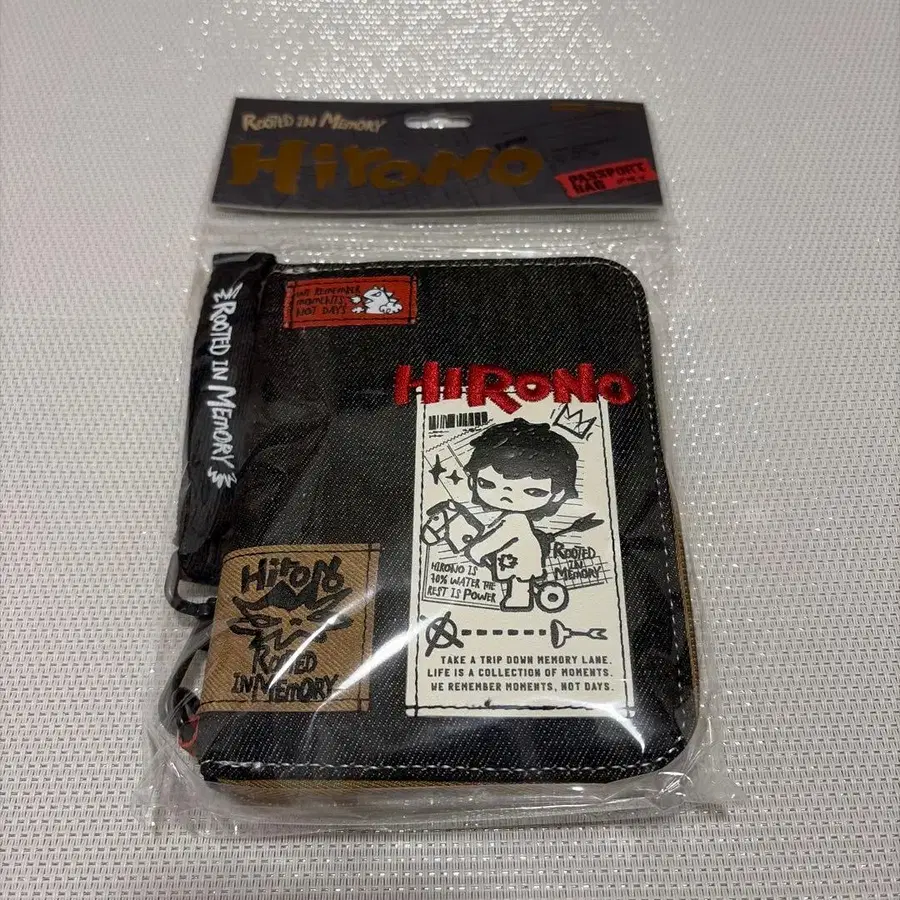 ROOTED IN MEMORY
HIRONO
PASSPORT
BAG
WE REMEMBER
MOMENTS,
NOT DAYS
ROOTED IN MEMORY
HIRONO
ROOTED
IN
MEMORY
HIRONO IS
70% WATER THE
REST IS POWER
TAKE A TRIP DOWN MEMORY LANE.
LIFE IS A COLLECTION OF MOMENTS.
WE REMEMBER MOMENTS, NOT DAYS.
Hirono
ROOTED
IN MEMORY